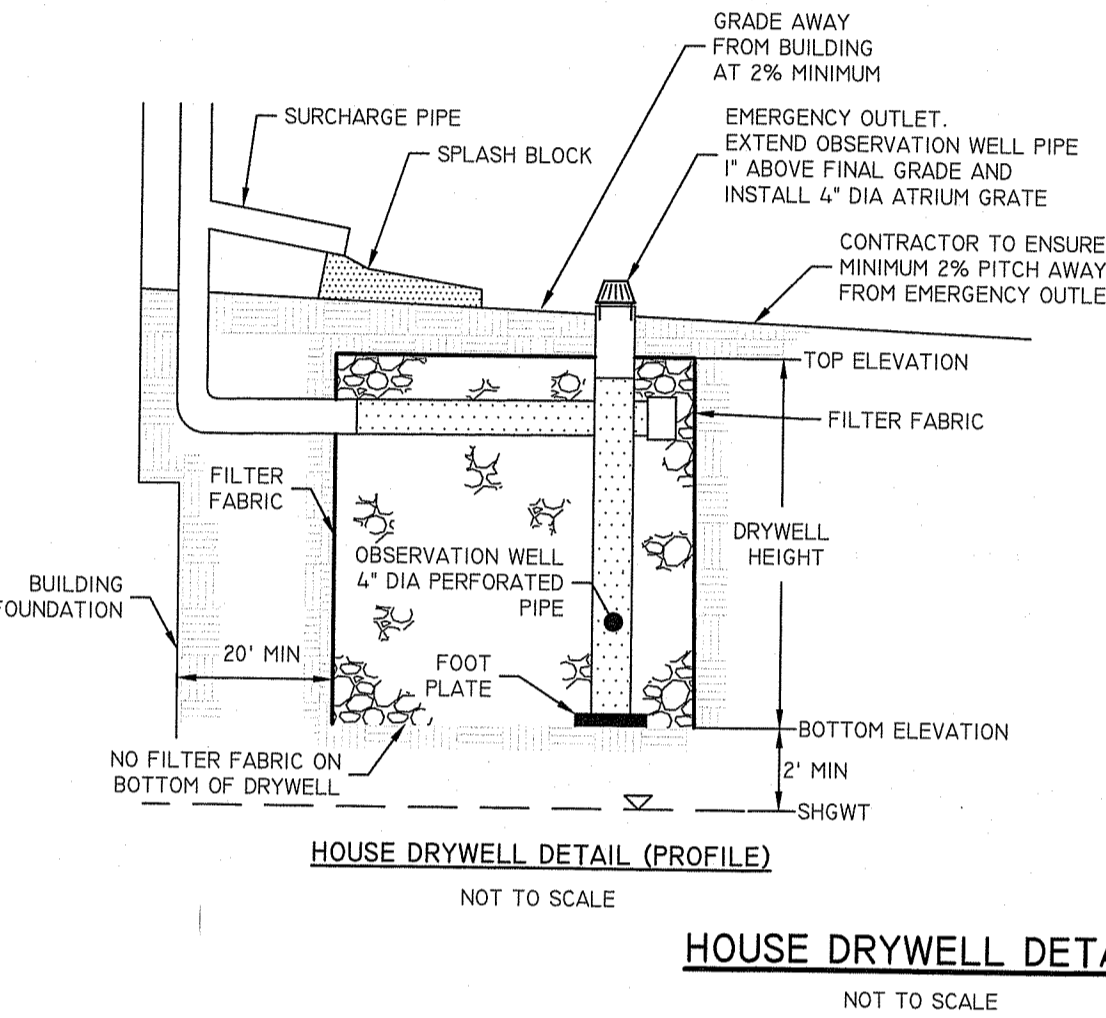 GRADE AWAY
FROM BUILDING
AT 2% MINIMUM
SURCHARGE PIPE
SPLASH BLOCK
EMERGENCY OUTLET.
EXTEND OBSERVATION WELL PIPE
1" ABOVE FINAL GRADE AND
INSTALL 4" DIA ATRIUM GRATE
CONTRACTOR TO ENSURE
MINIMUM 2% PITCH AWAY
FROM EMERGENCY OUTLE
TOP ELEVATION
FILTER FABRIC
FILTER
FABRIC
DRYWELL
HEIGHT
OBSERVATION WELL
4" DIA PERFORATED
PIPE
BUILDING
FOUNDATION
20' MIN
FOOT
PLATE
BOTTOM ELEVATION
NO FILTER FABRIC ON
BOTTOM OF DRYWELL
2' MIN
SHGWT
HOUSE DRYWELL DETAIL (PROFILE)
NOT TO SCALE
HOUSE DRYWELL DETA
NOT TO SCALE